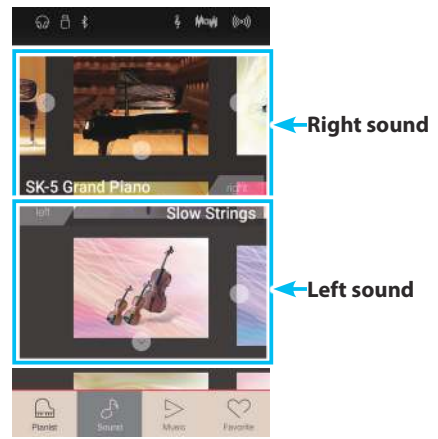 SK-5 Grand Piano
right
Right sound
left
Slow Strings
Left sound
Pianist
Sound
Music
Favorite